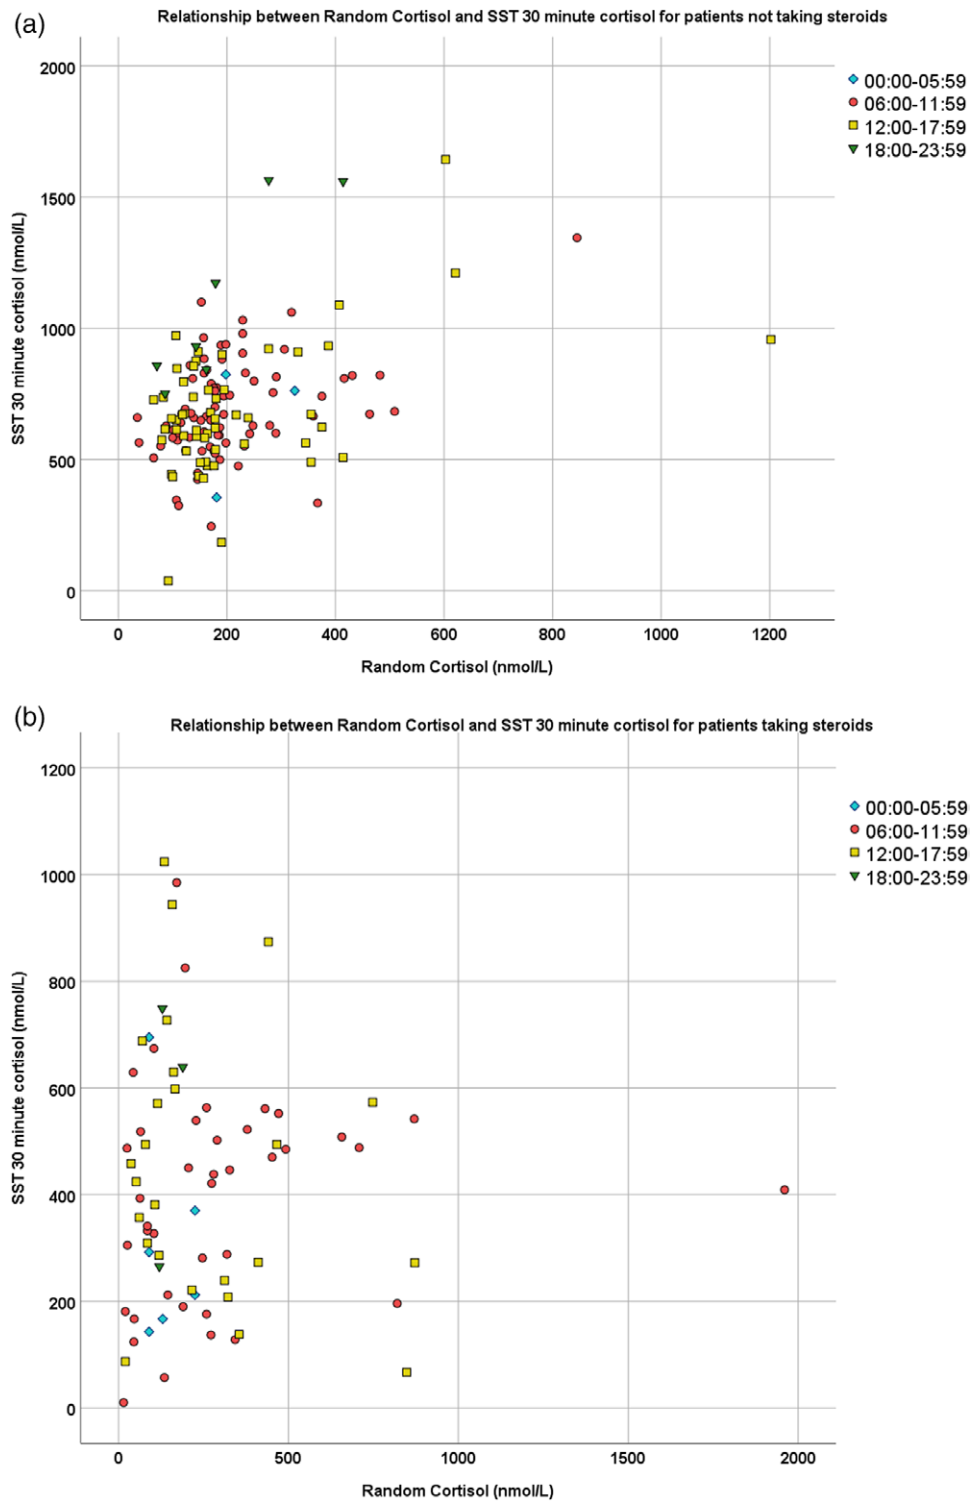 (a)
Relationship between Random Cortisol and SST 30 minute cortisol for patients not taking steroids
2000
1500
1000
500
0
SST 30 minute cortisol (nmol/L)
0 200 400 600 800 1000 1200
Random Cortisol (nmol/L)
00:00-05:59
06:00-11:59
12:00-17:59
18:00-23:59
(b)
Relationship between Random Cortisol and SST 30 minute cortisol for patients taking steroids
1200
1000
800
600
400
200
0
SST 30 minute cortisol (nmol/L)
0 500 1000 1500 2000
Random Cortisol (nmol/L)
00:00-05:59
06:00-11:59
12:00-17:59
18:00-23:59